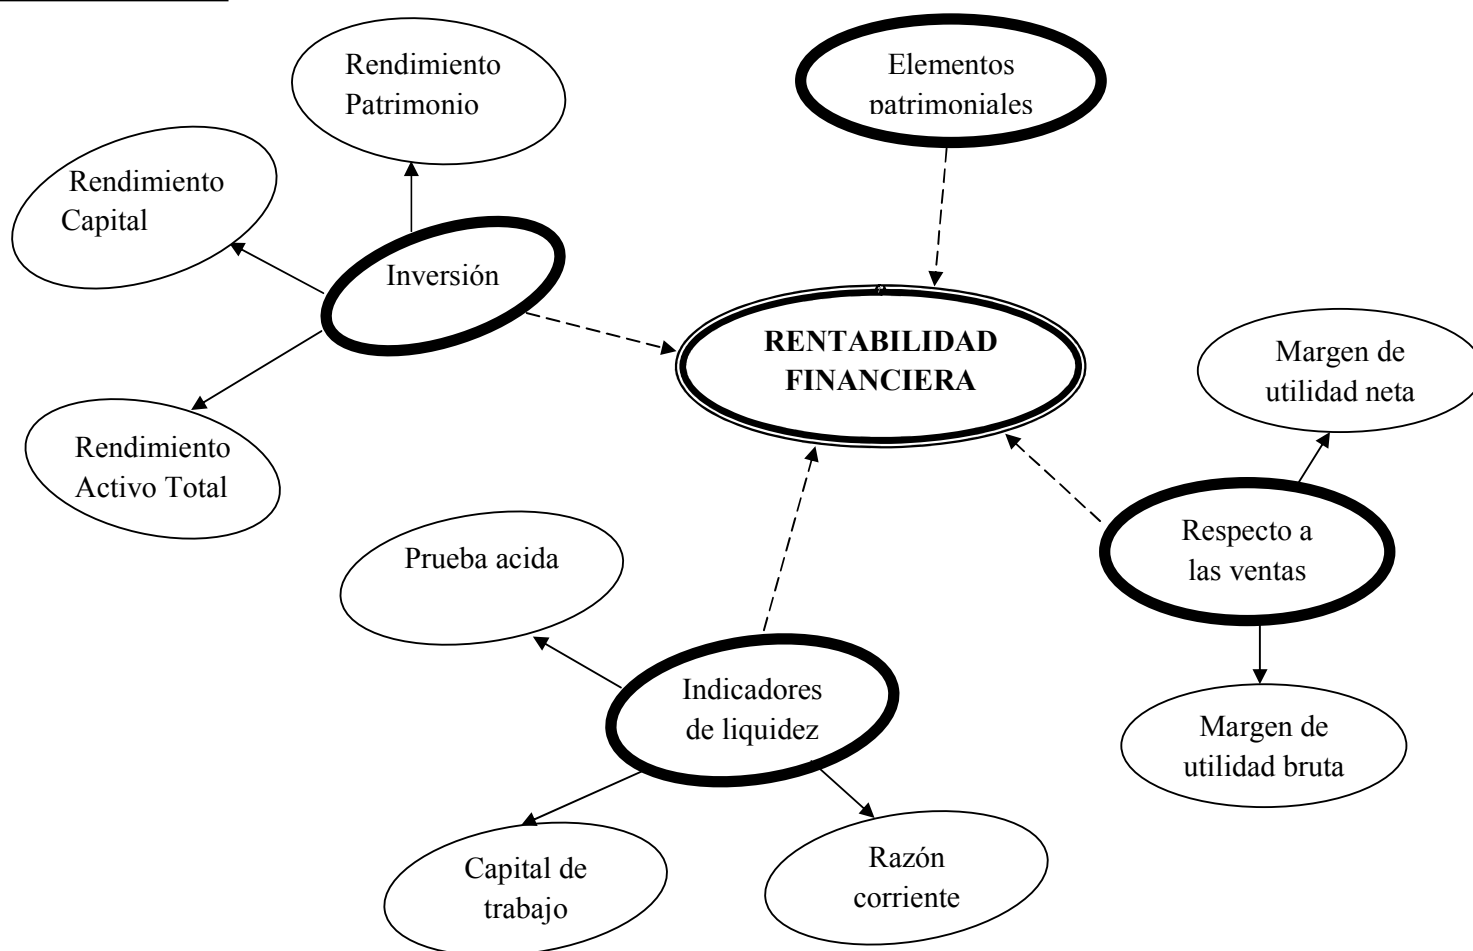 Rendimiento
Patrimonio
Elementos
patrimoniales
Rendimiento
Capital
Inversión
RENTABILIDAD
FINANCIERA
Margen de
utilidad neta
Rendimiento
Activo Total
Respecto a
las ventas
Prueba acida
Indicadores
de liquidez
Margen de
utilidad bruta
Capital de
trabajo
Razón
corriente